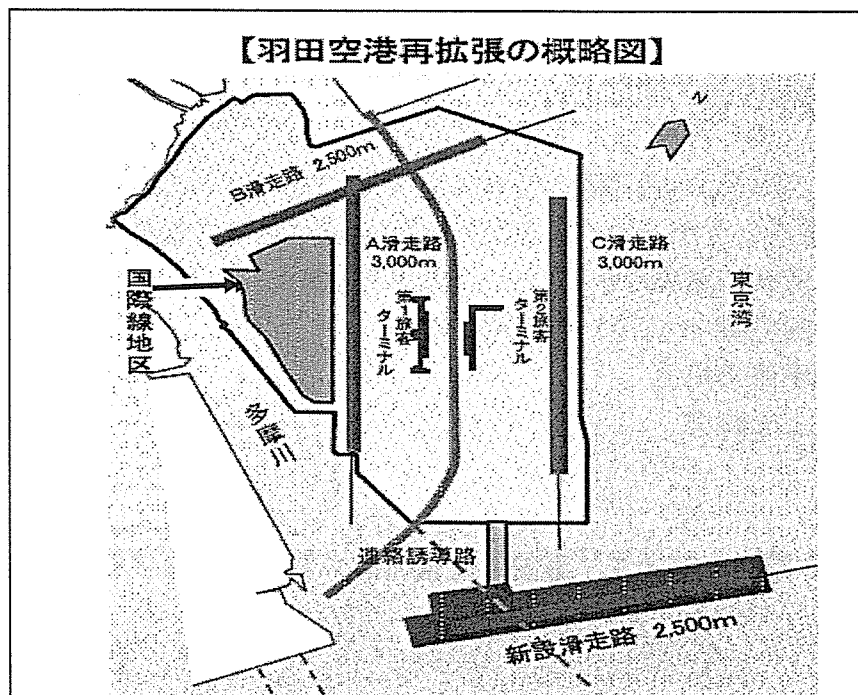 【羽田空港再拡張の概略図】
N
B滑走路 2,500m
A滑走路
3,000m
C滑走路
3,000m
東京湾
国際線地区
第1旅客
ターミナル
第2旅客
ターミナル
多摩川
連絡誘導路
新設滑走路 2,500m